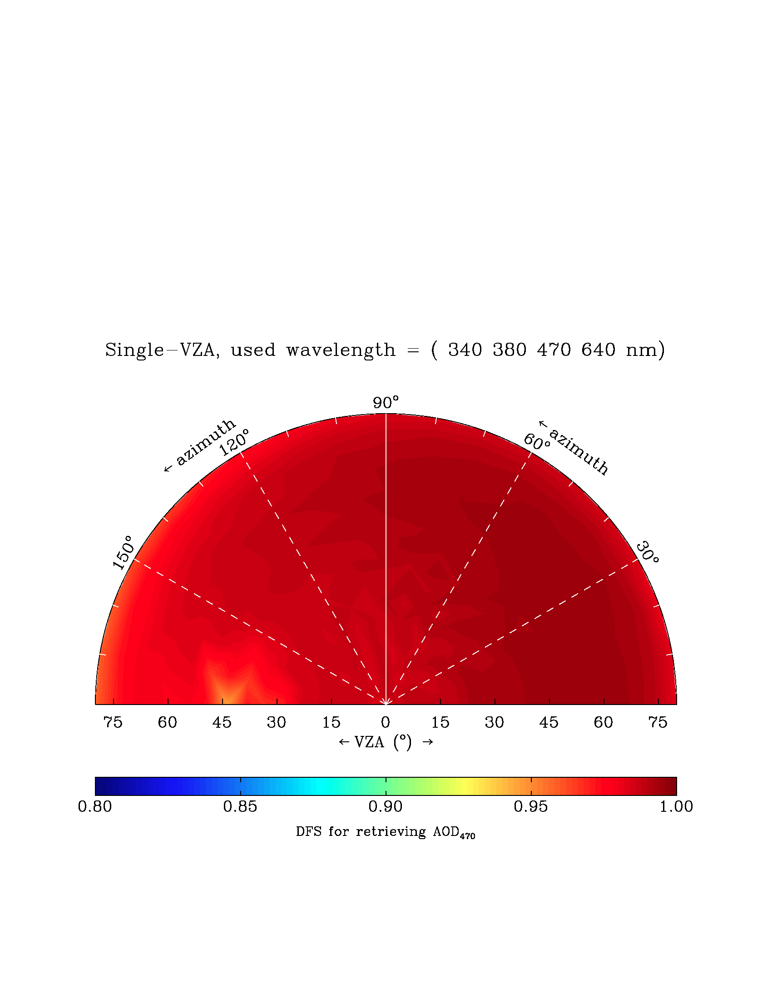 Single-VZA, used wavelength = ( 340 380 470 640 nm)
90°
← azimuth
120°
← azimuth
60°
150°
30°
75 60 45 30 15 0 15 30 45 60 75
← VZA (°) →
0.80 0.85 0.90 0.95 1.00
DFS for retrieving AOD₄₇₀